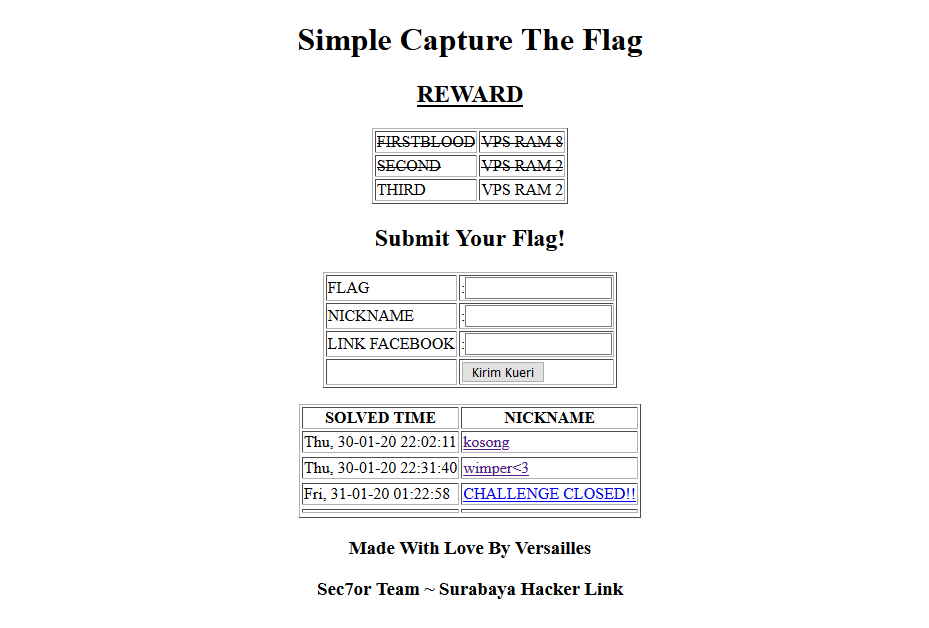 Simple Capture The Flag
REWARD
FIRSTBLOOD VPS RAM 8
SECOND VPS RAM 2
THIRD VPS RAM 2
Submit Your Flag!
FLAG :
NICKNAME :
LINK FACEBOOK :
Kirim Kueri
SOLVED TIME NICKNAME
Thu, 30-01-20 22:02:11 kosong
Thu, 30-01-20 22:31:40 wimper<3
Fri, 31-01-20 01:22:58 CHALLENGE CLOSED!!
Made With Love By Versailles
Sec7or Team ~ Surabaya Hacker Link